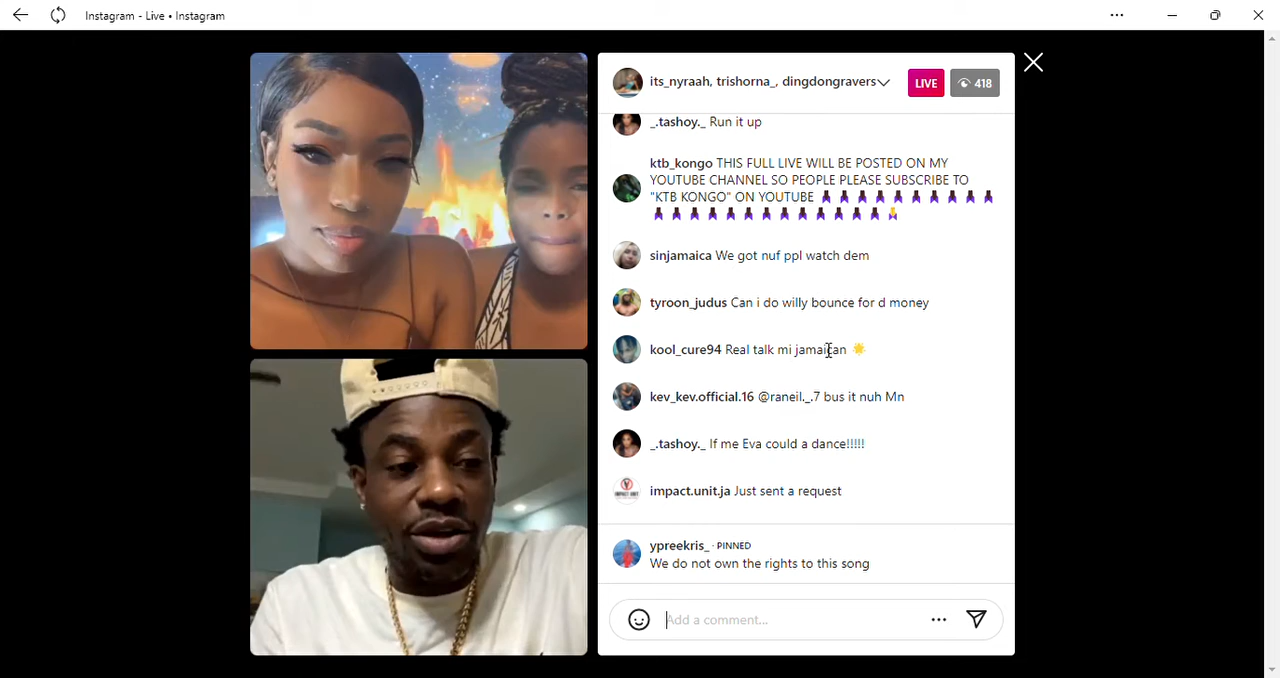 Instagram - Live • Instagram
its_nyraah, trishorna_, dingdongravers
LIVE
418
_.tashoy._ Run it up
ktb_kongo THIS FULL LIVE WILL BE POSTED ON MY
YOUTUBE CHANNEL SO PEOPLE PLEASE SUBSCRIBE TO
"KTB KONGO" ON YOUTUBE
sinjamaica We got nuf ppl watch dem
tyroon_judus Can i do willy bounce for d money
kool_cure94 Real talk mi jamaican
kev_kev.official.16 @raneil._.7 bus it nuh Mn
_.tashoy._ If me Eva could a dance!!!!!
impact.unit.ja Just sent a request
ypreekris_ · PINNED
We do not own the rights to this song
Add a comment...